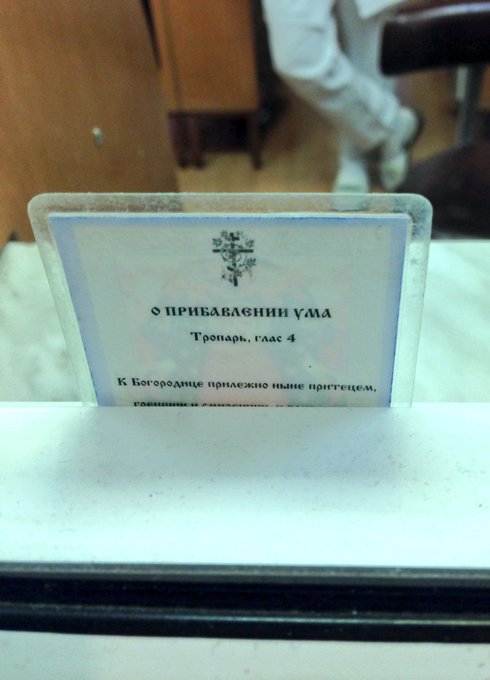 О ПРИБАВЛЕНИИ УМА
Тропарь, глас 4
К Богородице прилежно ныне притецем,